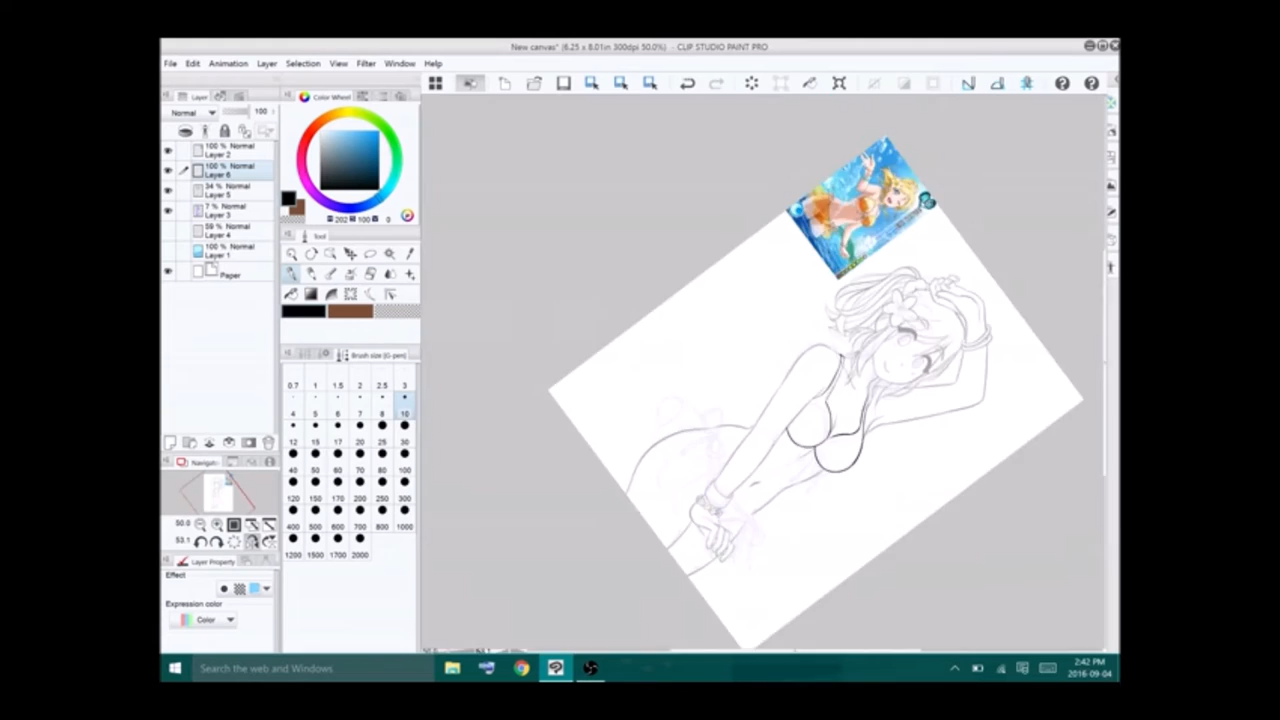 New canvas* (6.25 x 8.01in 300dpi 50.0%) - CLIP STUDIO PAINT PRO
File Edit Animation Layer Selection View Filter Window Help
Layer
Color Wheel
Normal 100
100 % Normal
Layer 2
100 % Normal
Layer 6
34 % Normal
Layer 5
7 % Normal
Layer 3
59 % Normal
Layer 4
100 % Normal
Layer 1
Paper
202 100 0
Tool
Brush size [G-pen]
0.7 1 1.5 2 2.5 3
4 5 6 7 8 10
12 15 17 20 25 30
40 50 60 70 80 100
120 150 170 200 250 300
400 500 600 700 800 1000
1200 1500 1700 2000
Navigator
50.0
53.1
Layer Property
Effect
Expression color
Color
Search the web and Windows
2:42 PM
2016-09-04